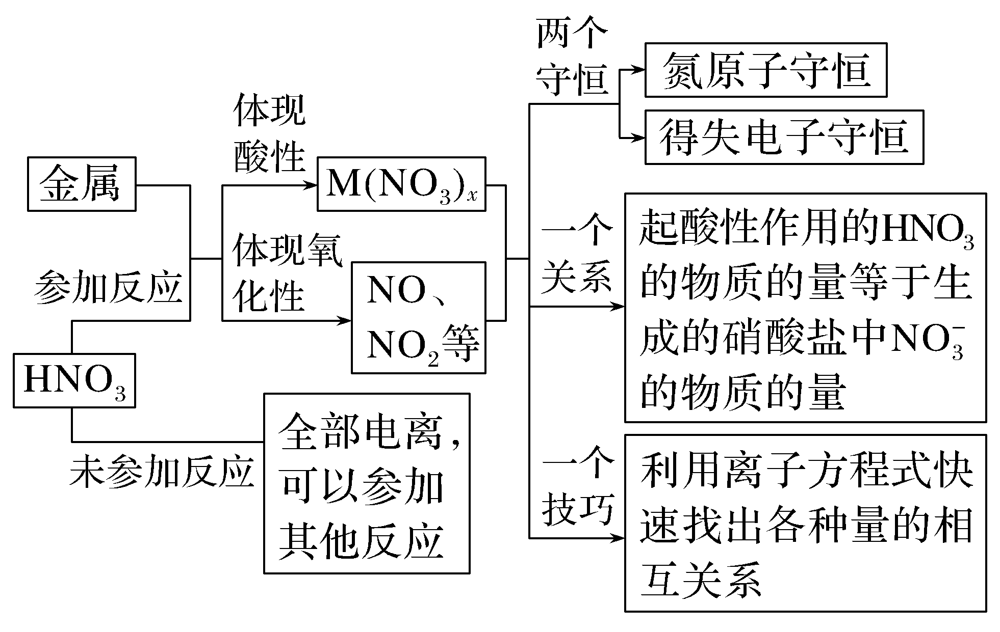 金属
参加反应
HNO₃
未参加反应
体现
酸性
M(NO₃)ₓ
体现氧
化性
NO、
NO₂等
全部电离，
可以参加
其他反应
两个
守恒
氮原子守恒
得失电子守恒
一个
关系
起酸性作用的HNO₃
的物质的量等于生
成的硝酸盐中NO₃⁻
的物质的量
一个
技巧
利用离子方程式快
速找出各种量的相
互关系